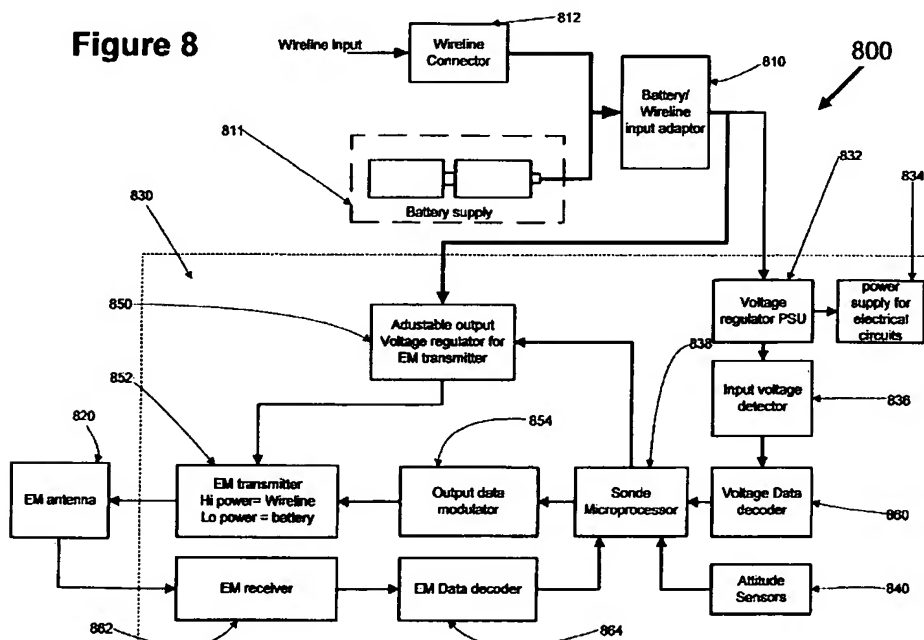 812
Figure 8
Wireline Input
Wireline
Connector
810
800
Battery/
Wireline
input adaptor
811
832
834
830
Battery supply
850
Adustable output
Voltage regulator for
EM transmitter
838
Voltage
regulator PSU
power
supply for
electrical
circuits
852
Input voltage
detector
836
820
854
EM antenna
EM transmitter
Hi power= Wireline
Lo power = battery
Output data
modulator
Sonde
Microprocessor
Voltage Data
decoder
860
EM receiver
EM Data decoder
Attitude
Sensors
840
862
864